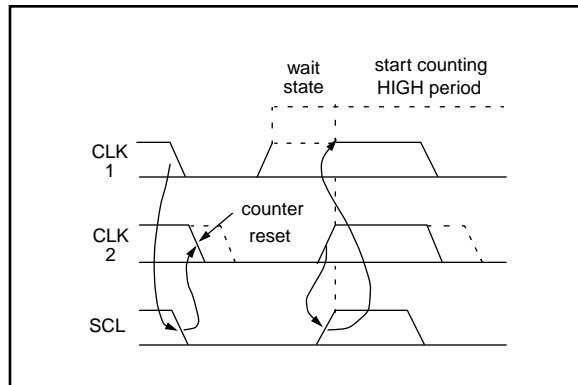 wait
state
start counting
HIGH period
CLK
1
counter
reset
CLK
2
SCL